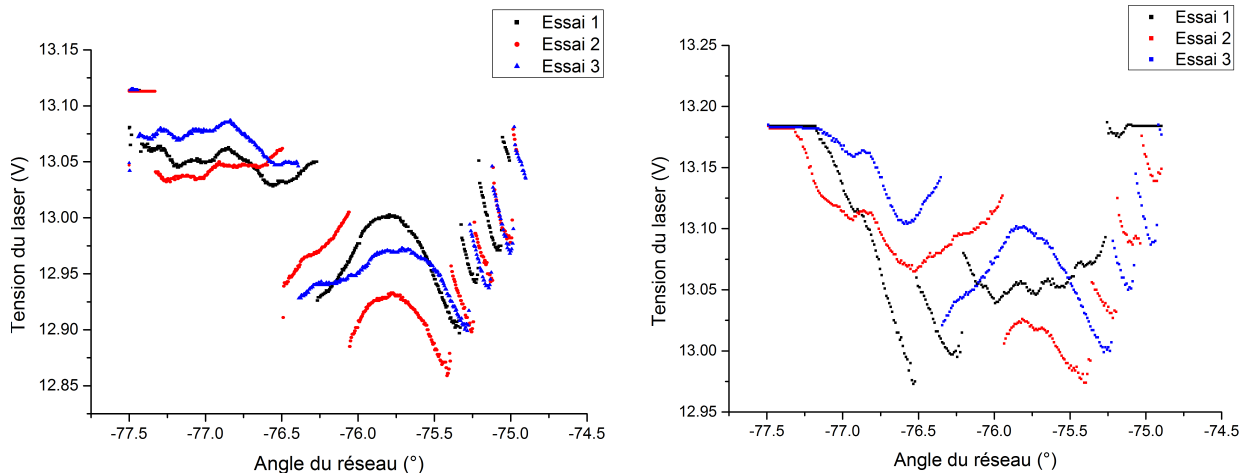 Essai 1
Essai 2
Essai 3
13.15
13.10
13.05
13.00
12.95
12.90
12.85
Tension du laser (V)
-77.5 -77.0 -76.5 -76.0 -75.5 -75.0 -74.5
Angle du réseau (°)
Essai 1
Essai 2
Essai 3
13.25
13.20
13.15
13.10
13.05
13.00
12.95
Tension du laser (V)
-77.5 -77.0 -76.5 -76.0 -75.5 -75.0 -74.5
Angle du réseau (°)